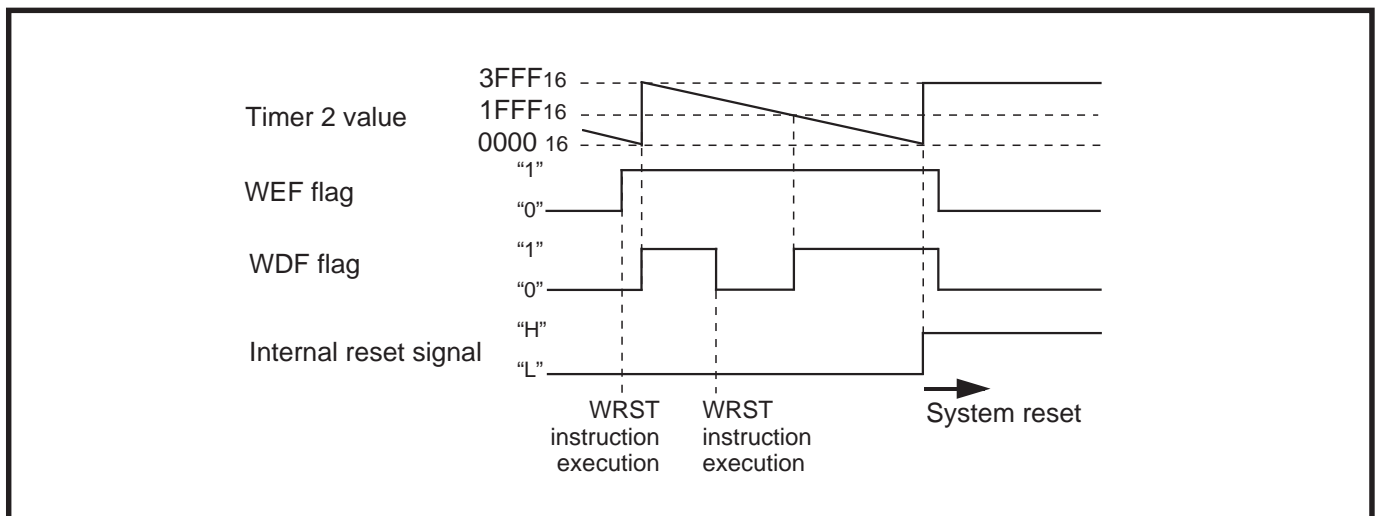 3FFF16
Timer 2 value
1FFF16
0000 16
WEF flag
“1”
“0”
WDF flag
“1”
“0”
Internal reset signal
“H”
“L”
WRST
instruction
execution
WRST
instruction
execution
System reset